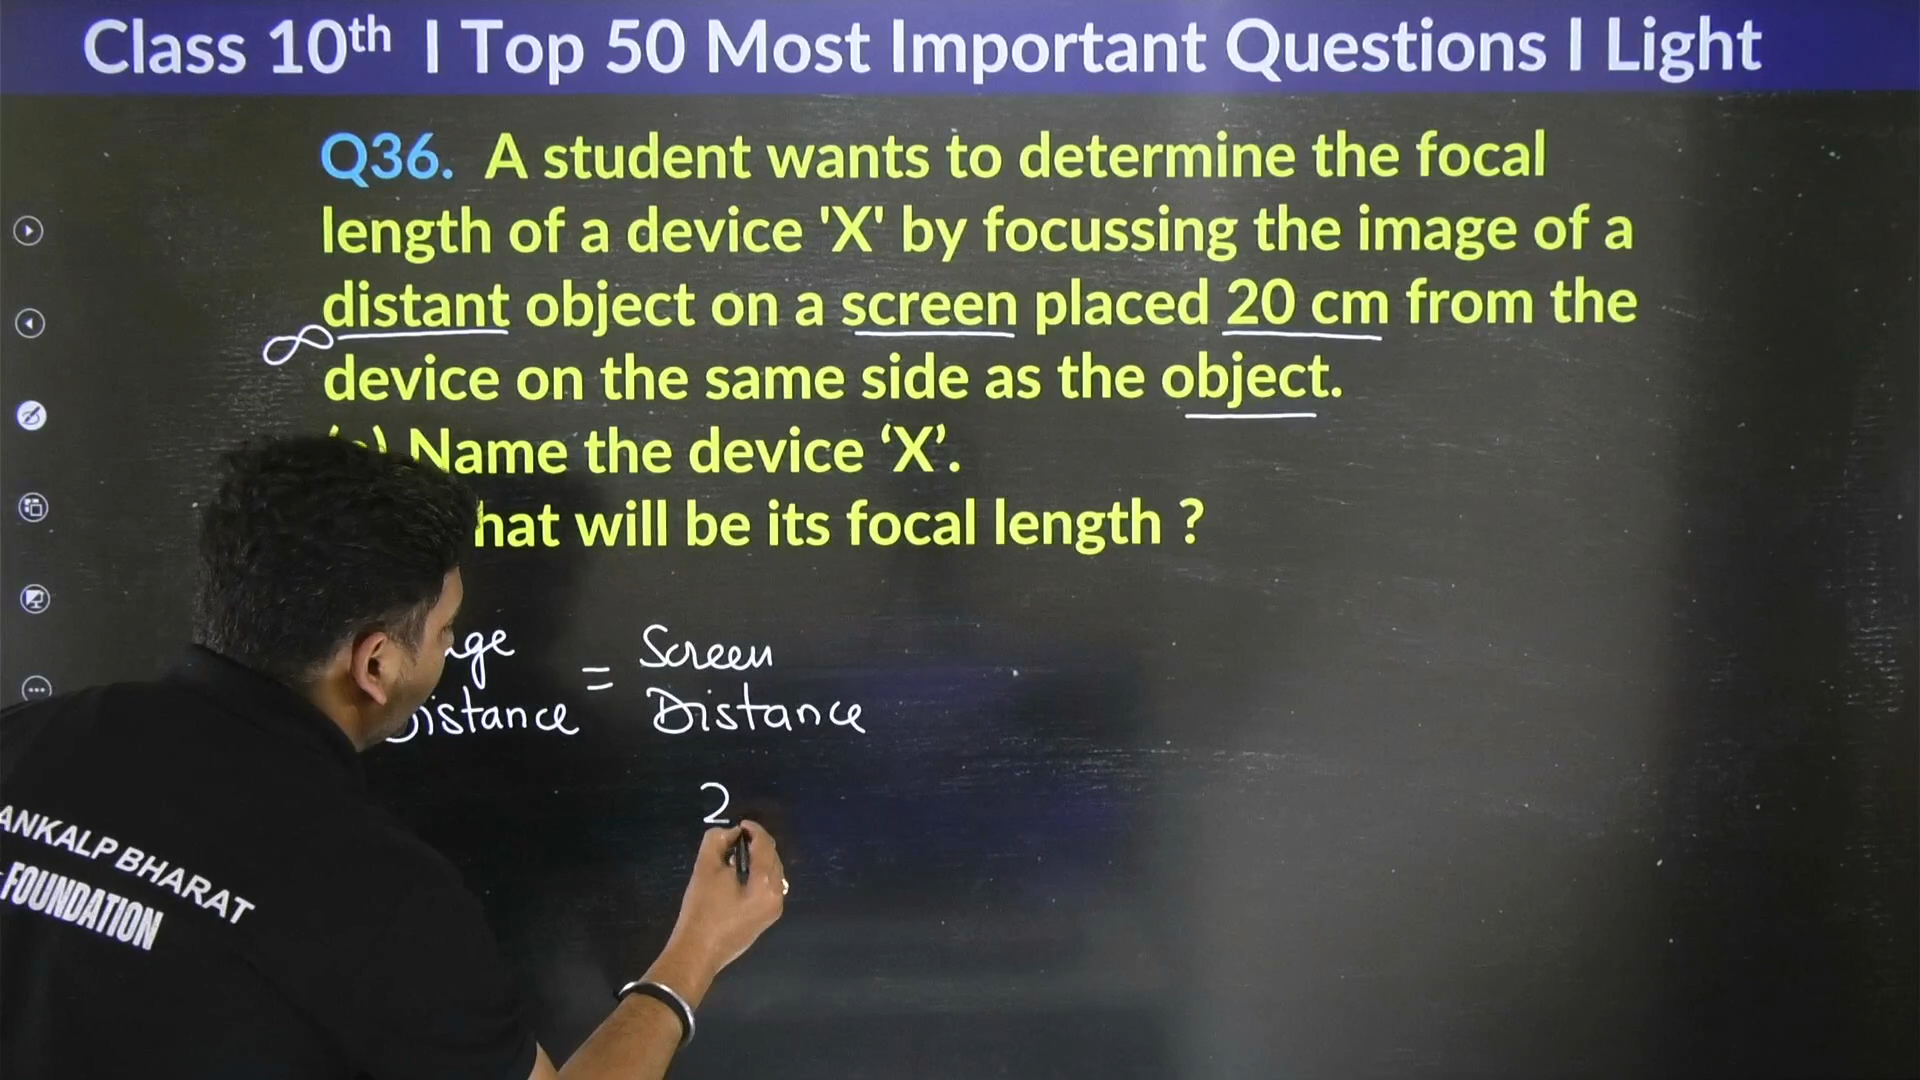 Class 10th I Top 50 Most Important Questions I Light
Q36. A student wants to determine the focal
length of a device 'X' by focussing the image of a
distant object on a screen placed 20 cm from the
∞
device on the same side as the object.
Name the device ‘X’.
hat will be its focal length ?
age Screen
=
Distance Distance
2
ANKALP BHARAT
FOUNDATION